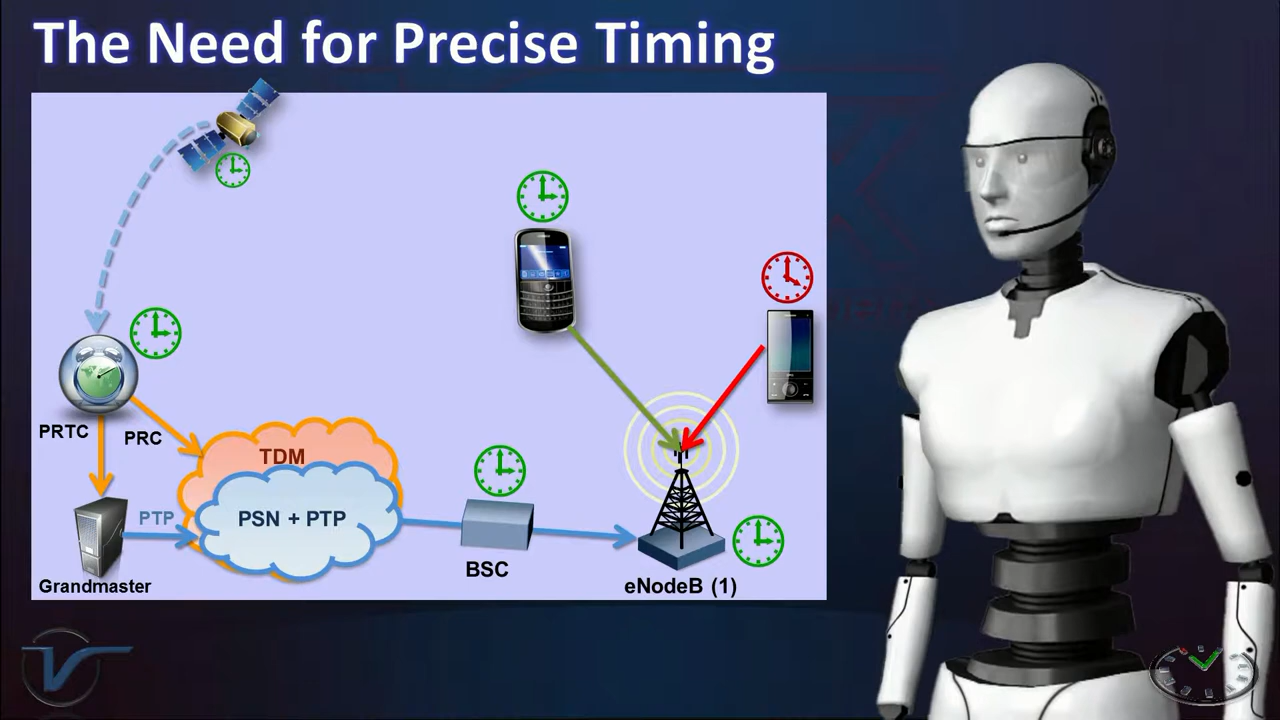 The Need for Precise Timing
PRTC
PRC
TDM
PTP
PSN + PTP
BSC
Grandmaster
eNodeB (1)